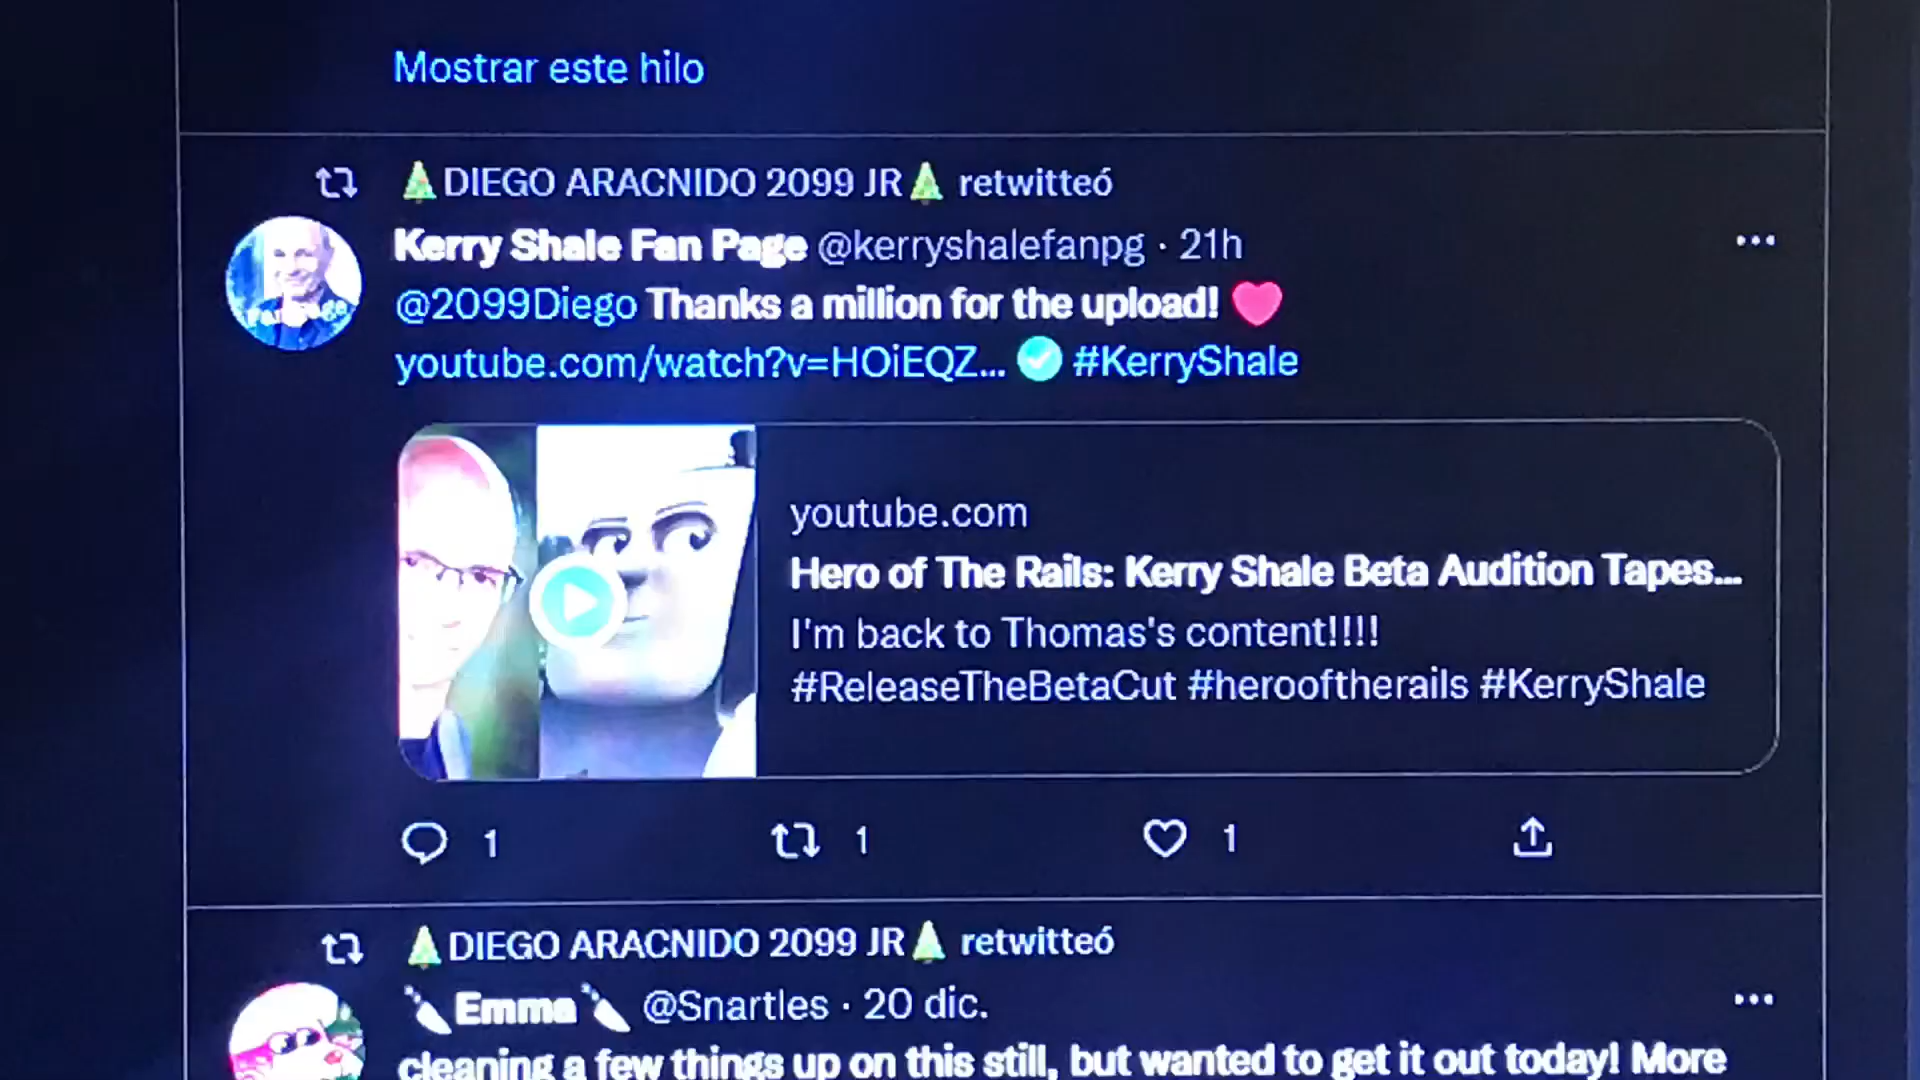 Mostrar este hilo
🎄DIEGO ARACNIDO 2099 JR🎄 retwitteó
Kerry Shale Fan Page @kerryshalefanpg · 21h
@2099Diego Thanks a million for the upload! ❤️
youtube.com/watch?v=HOiEQZ... #KerryShale
youtube.com
Hero of The Rails: Kerry Shale Beta Audition Tapes...
I'm back to Thomas's content!!!!
#ReleaseTheBetaCut #herooftherails #KerryShale
1 1 1
🎄DIEGO ARACNIDO 2099 JR🎄 retwitteó
Emma @Snartles · 20 dic.
cleaning a few things up on this still, but wanted to get it out today! More